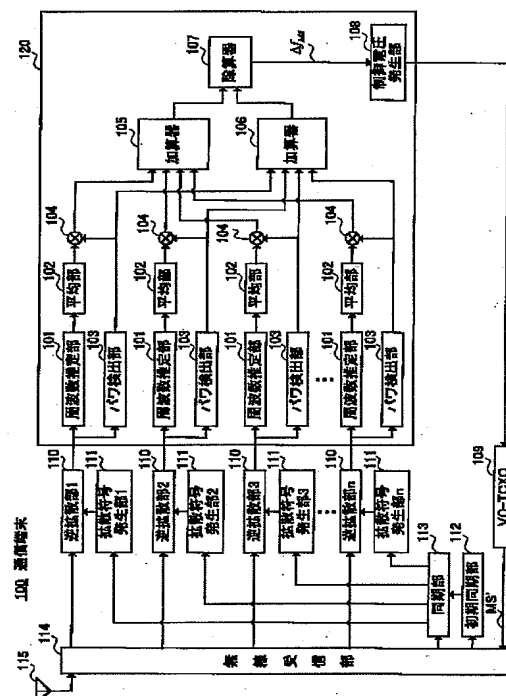 100 通信端末
115
114
無線受信部
110
逆拡散部1
111
拡散符号
発生部1
110
逆拡散部2
111
拡散符号
発生部2
110
逆拡散部3
111
拡散符号
発生部3
110
逆拡散部n
111
拡散符号
発生部n
113
同期部
112
初期同期部
MS'
109
VC-TCXO
120
101
周波数推定部
102
平均部
104
103
パワ検出部
101
周波数推定部
102
平均部
104
103
パワ検出部
101
周波数推定部
102
平均部
104
103
パワ検出部
101
周波数推定部
102
平均部
104
103
パワ検出部
105
加算器
106
加算器
107
除算器
108
制御電圧
発生部